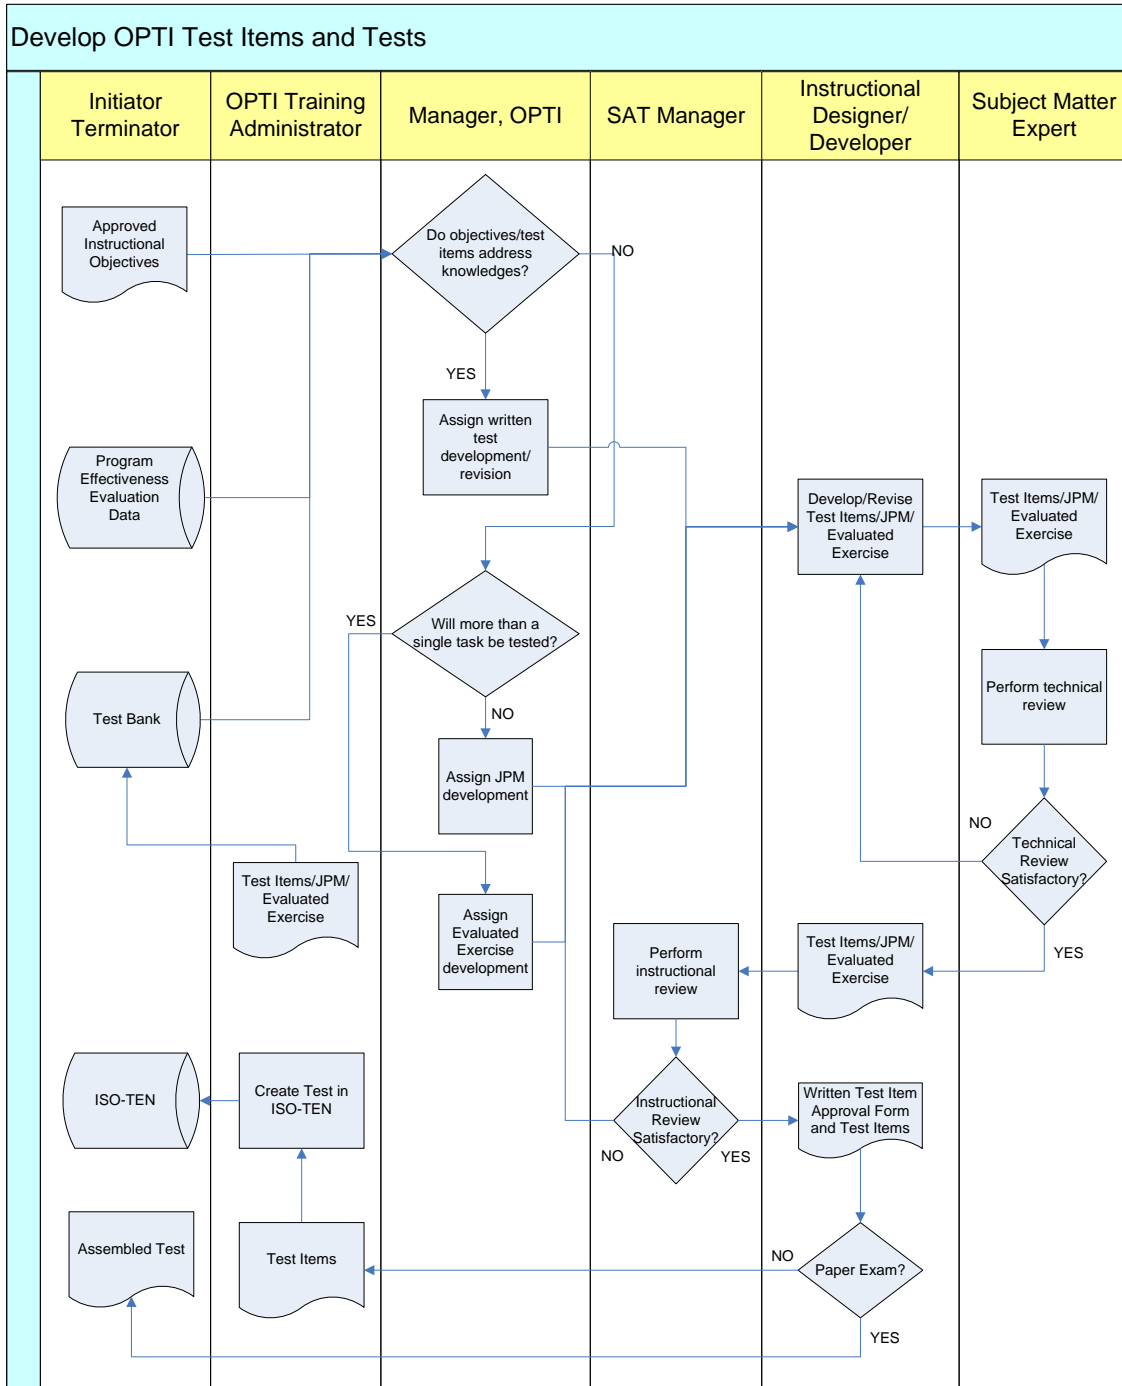 Develop OPTI Test Items and Tests
Initiator
Terminator
OPTI Training
Administrator
Manager, OPTI
SAT Manager
Instructional
Designer/
Developer
Subject Matter
Expert
Approved
Instructional
Objectives
Do objectives/test
items address
knowledges?
NO
YES
Assign written
test
development/
revision
Program
Effectiveness
Evaluation
Data
Develop/Revise
Test Items/JPM/
Evaluated
Exercise
Test Items/JPM/
Evaluated
Exercise
YES
Will more than a
single task be tested?
NO
Perform technical
review
Test Bank
Assign JPM
development
NO
Technical
Review
Satisfactory?
YES
Test Items/JPM/
Evaluated
Exercise
Assign
Evaluated
Exercise
development
Perform
instructional
review
Test Items/JPM/
Evaluated
Exercise
ISO-TEN
Create Test in
ISO-TEN
Instructional
Review
Satisfactory?
NO
YES
Written Test Item
Approval Form
and Test Items
Assembled Test
Test Items
NO
Paper Exam?
YES